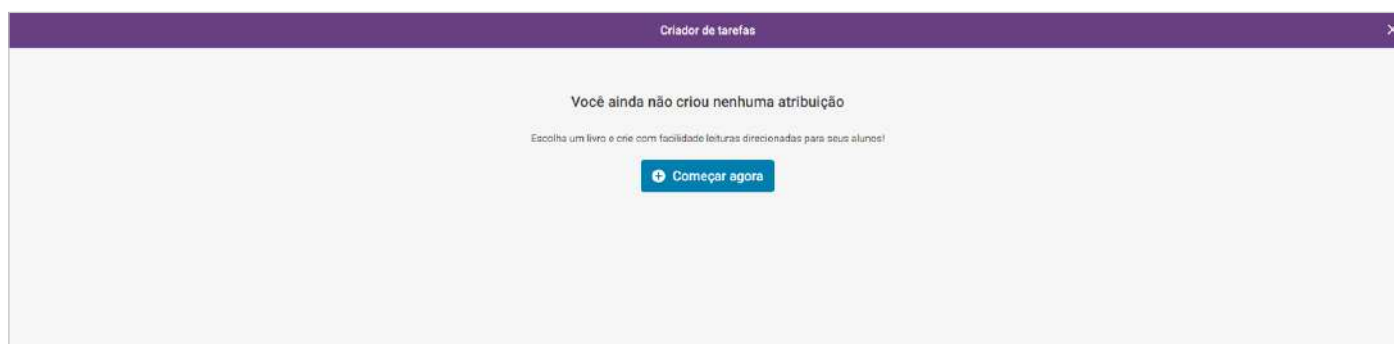 Criador de tarefas
Você ainda não criou nenhuma atribuição
Escolha um livro e crie com facilidade leituras direcionadas para seus alunos!
Começar agora